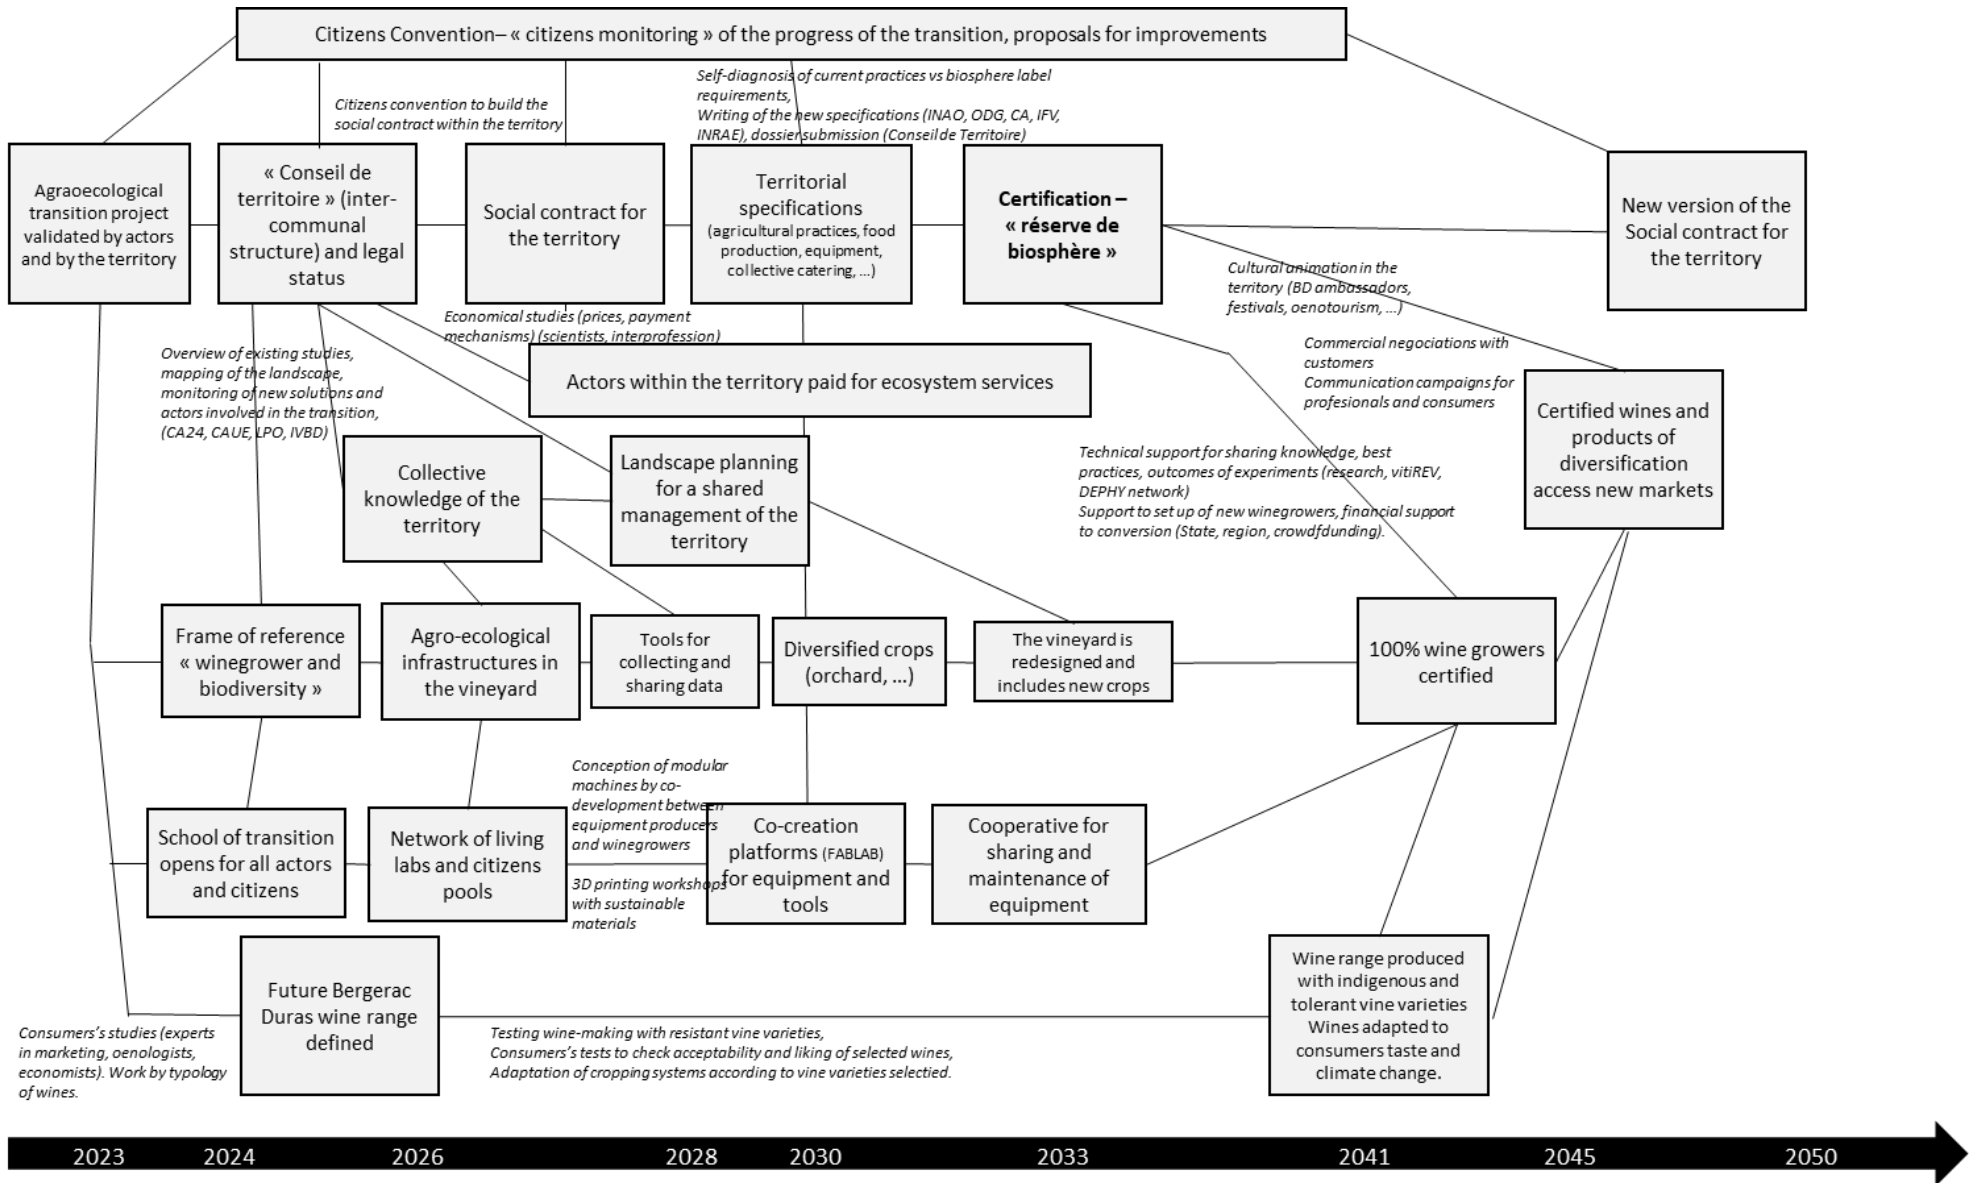 Citizens Convention– « citizens monitoring » of the progress of the transition, proposals for improvements
Citizens convention to build the
social contract within the territory
Self-diagnosis of current practices vs biosphere label
requirements,
Writing of the new specifications (INAO, ODG, CA, IFV,
INRAE), dossier submission (Conseil de Territoire)
Agraoecological
transition project
validated by actors
and by the territory
« Conseil de
territoire » (inter-
communal
structure) and legal
status
Social contract for
the territory
Territorial
specifications
(agricultural practices, food
production, equipment,
collective catering, ...)
Certification –
« réserve de
biosphère »
New version of the
Social contract for
the territory
Cultural animation in the
territory (BD ambassadors,
festivals, oenotourism, ...)
Economical studies (prices, payment
mechanisms) (scientists, interprofession)
Overview of existing studies,
mapping of the landscape,
monitoring of new solutions and
actors involved in the transition,
(CA24, CAUE, LPO, IVBD)
Actors within the territory paid for ecosystem services
Commercial negociations with
customers
Communication campaigns for
profesionals and consumers
Certified wines and
products of
diversification
access new markets
Collective
knowledge of the
territory
Landscape planning
for a shared
management of the
territory
Technical support for sharing knowledge, best
practices, outcomes of experiments (research, vitiREV,
DEPHY network)
Support to set up of new winegrowers, financial support
to conversion (State, region, crowdfdunding).
Frame of reference
« winegrower and
biodiversity »
Agro-ecological
infrastructures in
the vineyard
Tools for
collecting and
sharing data
Diversified crops
(orchard, ...)
The vineyard is
redesigned and
includes new crops
100% wine growers
certified
Conception of modular
machines by co-
development between
equipment producers
and winegrowers
3D printing workshops
with sustainable
materials
School of transition
opens for all actors
and citizens
Network of living
labs and citizens
pools
Co-creation
platforms (FABLAB)
for equipment and
tools
Cooperative for
sharing and
maintenance of
equipment
Future Bergerac
Duras wine range
defined
Wine range produced
with indigenous and
tolerant vine varieties
Wines adapted to
consumers taste and
climate change.
Consumers's studies (experts
in marketing, oenologists,
economists). Work by typology
of wines.
Testing wine-making with resistant vine varieties,
Consumers's tests to check acceptability and liking of selected wines,
Adaptation of cropping systems according to vine varieties selectied.
2023 2024 2026 2028 2030 2033 2041 2045 2050